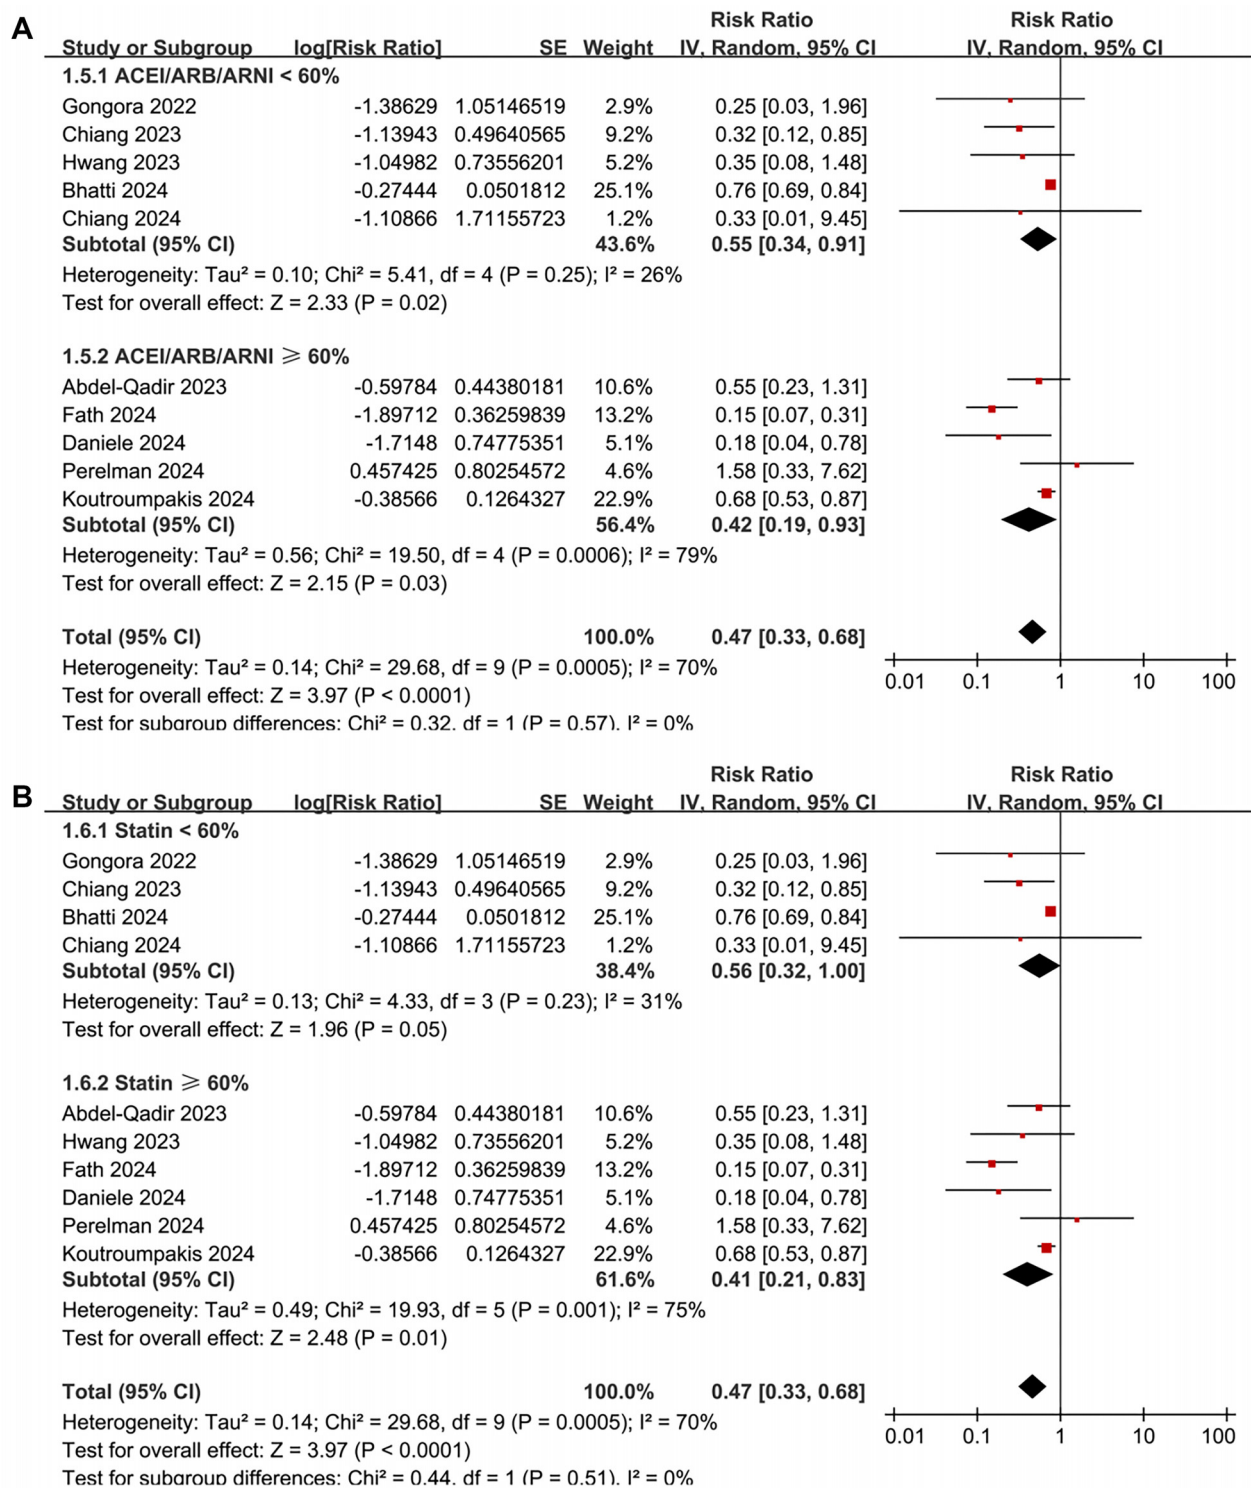 A
Risk Ratio Risk Ratio
Study or Subgroup log[Risk Ratio] SE Weight IV, Random, 95% CI IV, Random, 95% CI
1.5.1 ACEI/ARB/ARNI < 60%
Gongora 2022 -1.38629 1.05146519 2.9% 0.25 [0.03, 1.96]
Chiang 2023 -1.13943 0.49640565 9.2% 0.32 [0.12, 0.85]
Hwang 2023 -1.04982 0.73556201 5.2% 0.35 [0.08, 1.48]
Bhatti 2024 -0.27444 0.0501812 25.1% 0.76 [0.69, 0.84]
Chiang 2024 -1.10866 1.71155723 1.2% 0.33 [0.01, 9.45]
Subtotal (95% CI) 43.6% 0.55 [0.34, 0.91]
Heterogeneity: Tau² = 0.10; Chi² = 5.41, df = 4 (P = 0.25); I² = 26%
Test for overall effect: Z = 2.33 (P = 0.02)
1.5.2 ACEI/ARB/ARNI ⩾ 60%
Abdel-Qadir 2023 -0.59784 0.44380181 10.6% 0.55 [0.23, 1.31]
Fath 2024 -1.89712 0.36259839 13.2% 0.15 [0.07, 0.31]
Daniele 2024 -1.7148 0.74775351 5.1% 0.18 [0.04, 0.78]
Perelman 2024 0.457425 0.80254572 4.6% 1.58 [0.33, 7.62]
Koutroumpakis 2024 -0.38566 0.1264327 22.9% 0.68 [0.53, 0.87]
Subtotal (95% CI) 56.4% 0.42 [0.19, 0.93]
Heterogeneity: Tau² = 0.56; Chi² = 19.50, df = 4 (P = 0.0006); I² = 79%
Test for overall effect: Z = 2.15 (P = 0.03)
Total (95% CI) 100.0% 0.47 [0.33, 0.68]
Heterogeneity: Tau² = 0.14; Chi² = 29.68, df = 9 (P = 0.0005); I² = 70%
0.01 0.1 1 10 100
Test for overall effect: Z = 3.97 (P < 0.0001)
Test for subgroup differences: Chi² = 0.32, df = 1 (P = 0.57), I² = 0%
B
Risk Ratio Risk Ratio
Study or Subgroup log[Risk Ratio] SE Weight IV, Random, 95% CI IV, Random, 95% CI
1.6.1 Statin < 60%
Gongora 2022 -1.38629 1.05146519 2.9% 0.25 [0.03, 1.96]
Chiang 2023 -1.13943 0.49640565 9.2% 0.32 [0.12, 0.85]
Bhatti 2024 -0.27444 0.0501812 25.1% 0.76 [0.69, 0.84]
Chiang 2024 -1.10866 1.71155723 1.2% 0.33 [0.01, 9.45]
Subtotal (95% CI) 38.4% 0.56 [0.32, 1.00]
Heterogeneity: Tau² = 0.13; Chi² = 4.33, df = 3 (P = 0.23); I² = 31%
Test for overall effect: Z = 1.96 (P = 0.05)
1.6.2 Statin ⩾ 60%
Abdel-Qadir 2023 -0.59784 0.44380181 10.6% 0.55 [0.23, 1.31]
Hwang 2023 -1.04982 0.73556201 5.2% 0.35 [0.08, 1.48]
Fath 2024 -1.89712 0.36259839 13.2% 0.15 [0.07, 0.31]
Daniele 2024 -1.7148 0.74775351 5.1% 0.18 [0.04, 0.78]
Perelman 2024 0.457425 0.80254572 4.6% 1.58 [0.33, 7.62]
Koutroumpakis 2024 -0.38566 0.1264327 22.9% 0.68 [0.53, 0.87]
Subtotal (95% CI) 61.6% 0.41 [0.21, 0.83]
Heterogeneity: Tau² = 0.49; Chi² = 19.93, df = 5 (P = 0.001); I² = 75%
Test for overall effect: Z = 2.48 (P = 0.01)
Total (95% CI) 100.0% 0.47 [0.33, 0.68]
Heterogeneity: Tau² = 0.14; Chi² = 29.68, df = 9 (P = 0.0005); I² = 70%
0.01 0.1 1 10 100
Test for overall effect: Z = 3.97 (P < 0.0001)
Test for subgroup differences: Chi² = 0.44, df = 1 (P = 0.51), I² = 0%